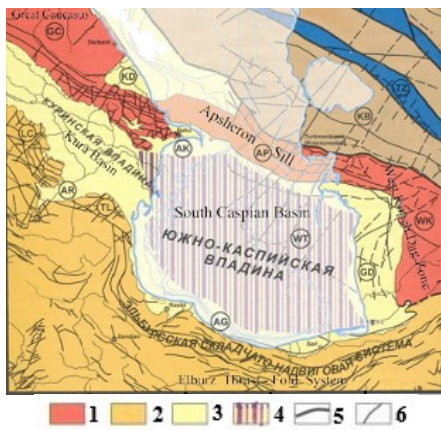 Great Caucasus
GC
Derbent
KD
TZ
KB
LC
КУРИНСКАЯ ВПАДИНА
Kura Basin
Apsheron Sill
AK
AP
AR
TL
South Caspian Basin
ЮЖНО-КАСПИЙСКАЯ
ВПАДИНА
WT
WK
GD
AG
ЭЛЬБУРССКАЯ СКЛАДЧАТО НАДВИГОВАЯ СИСТЕМА
Elburz Thrust - Fold System
1 2 3 4 5 6